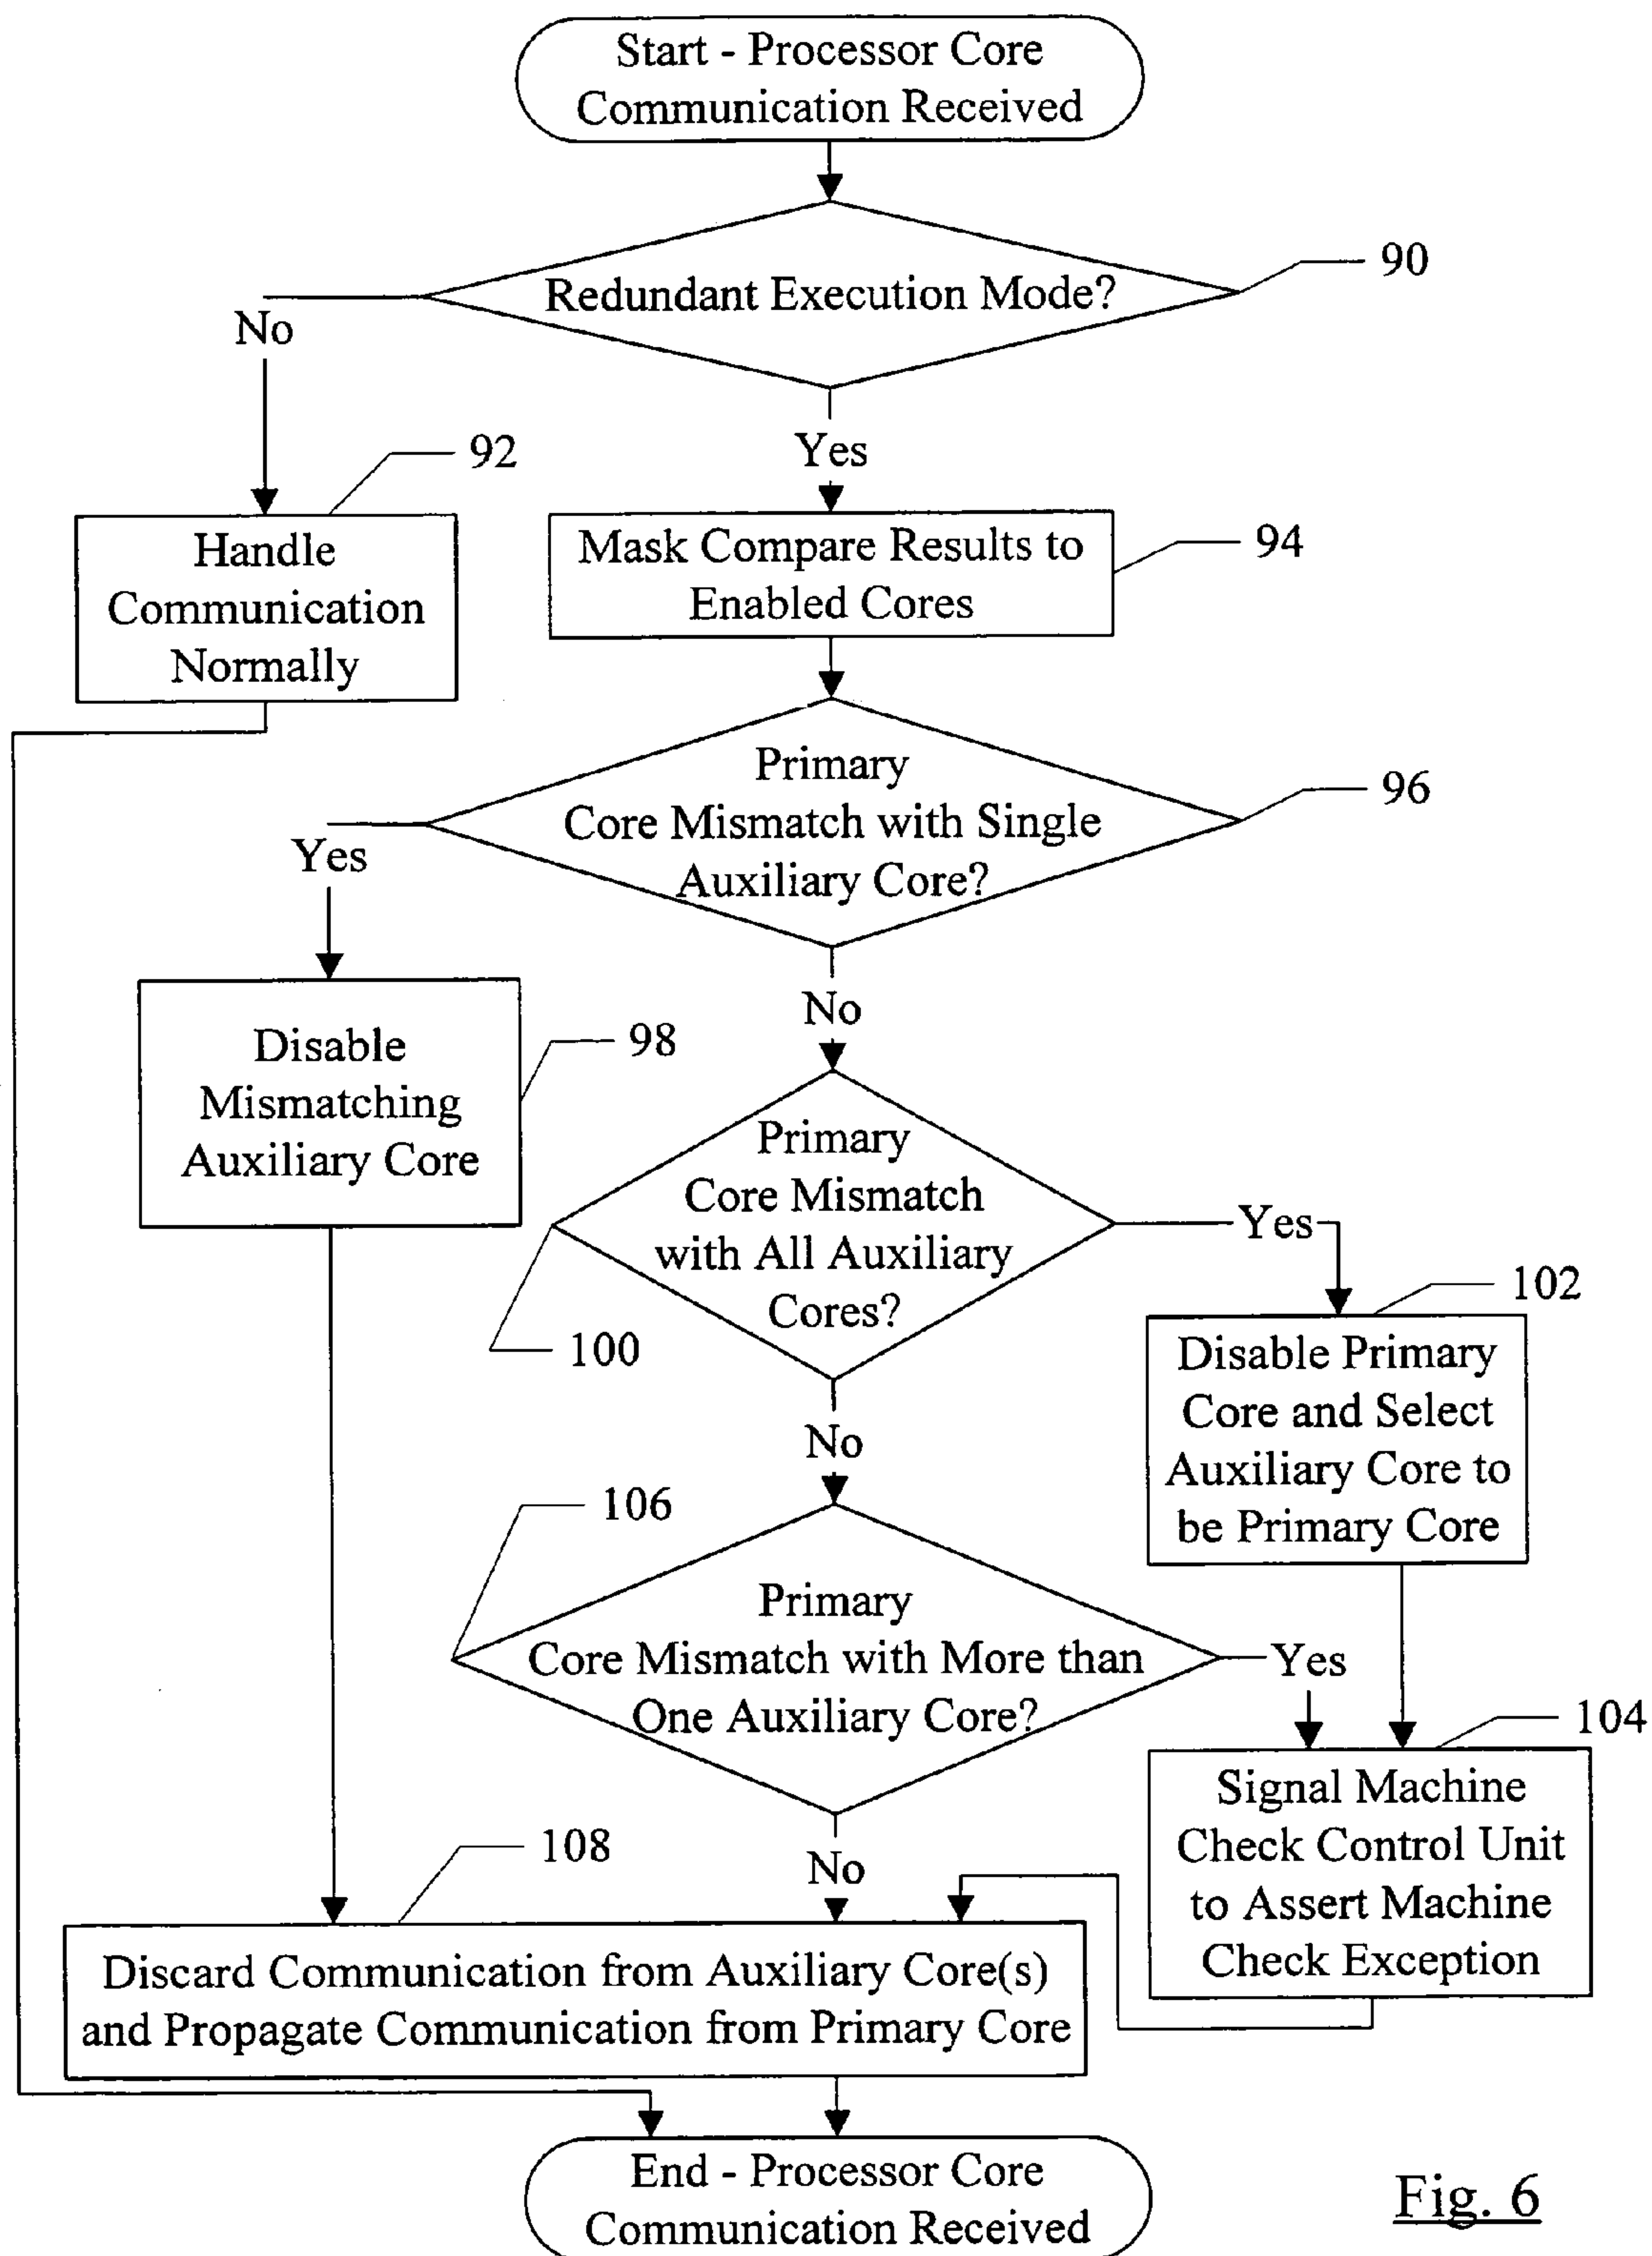 Start - Processor Core
Communication Received
Redundant Execution Mode?
90
No
Yes
92
Handle
Communication
Normally
Mask Compare Results to
Enabled Cores
94
Primary
Core Mismatch with Single
Auxiliary Core?
96
Yes
No
Disable
Mismatching
Auxiliary Core
98
Primary
Core Mismatch
with All Auxiliary
Cores?
100
Yes
102
Disable Primary
Core and Select
Auxiliary Core to
be Primary Core
No
106
Primary
Core Mismatch with More than
One Auxiliary Core?
Yes
104
Signal Machine
Check Control Unit
to Assert Machine
Check Exception
No
108
Discard Communication from Auxiliary Core(s)
and Propagate Communication from Primary Core
End - Processor Core
Communication Received
Fig. 6